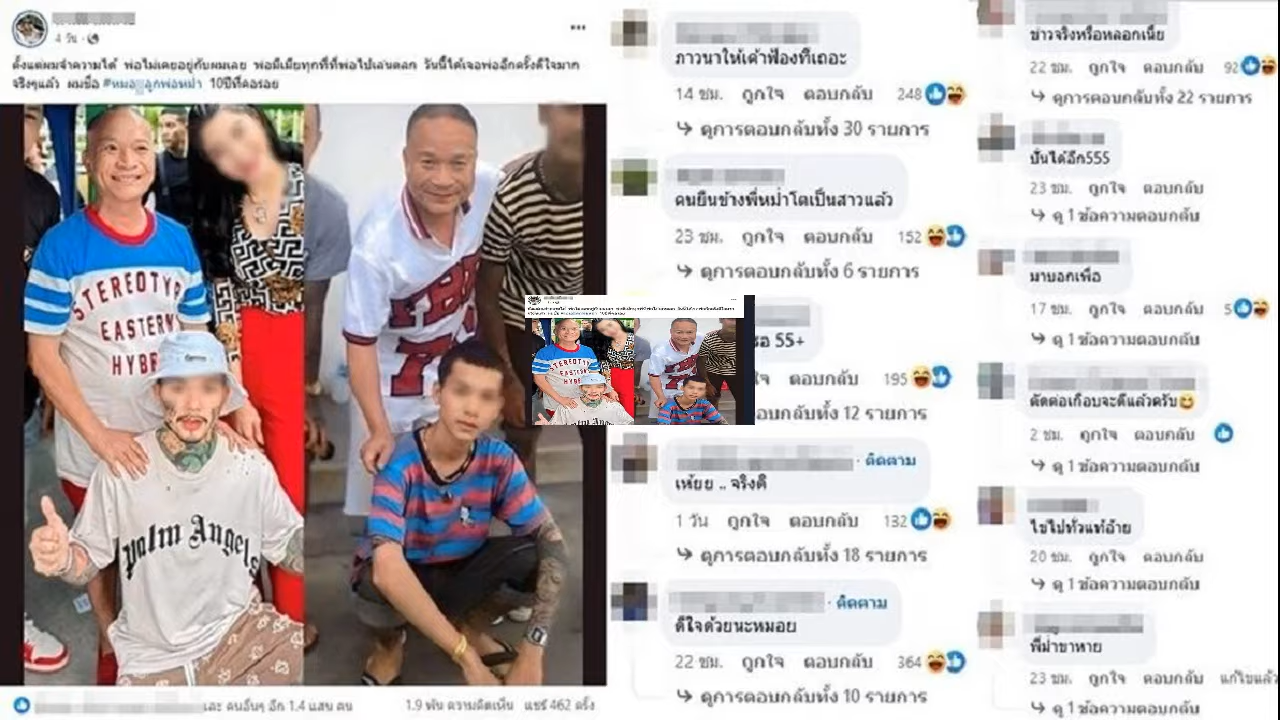 4 วัน ·
ตั้งแต่ผมจำความได้ พ่อไม่เคยอยู่กับผมเลย พ่อมีเมียทุกที่ที่พ่อไปเล่นตลก วันนี้ได้เจอพ่ออีกครั้งดีใจมาก
จริงๆแล้ว ผมชื่อ #หมอ ลูกพ่อหม่ำ 10ปีที่คอรอย
STEREOTYP
EASTERN
HYBR
palm Angels
และ คนอื่นๆ อีก 1.4 แสน คน
1.9 พัน ความคิดเห็น แชร์ 462 ครั้ง
ภาวนาให้เค้าฟ้องทีเถอะ
14 ชม. ถูกใจ ตอบกลับ 248
ดูการตอบกลับทั้ง 30 รายการ
คนยืนข้างพี่หม่ำโตเป็นสาวแล้ว
23 ชม. ถูกใจ ตอบกลับ 152
ดูการตอบกลับทั้ง 6 รายการ
55+
ตอบกลับ 195
ตอบกลับทั้ง 12 รายการ
· ติดตาม
เห้ยย .. จริงดิ
1 วัน ถูกใจ ตอบกลับ 132
ดูการตอบกลับทั้ง 18 รายการ
· ติดตาม
ดีใจด้วยนะหมอย
22 ชม. ถูกใจ ตอบกลับ 364
ดูการตอบกลับทั้ง 10 รายการ
ข่าวจริงหรือหลอกเนี้ย
22 ชม. ถูกใจ ตอบกลับ 92
ดูการตอบกลับทั้ง 22 รายการ
ปั่นได้อีก555
23 ชม. ถูกใจ ตอบกลับ
ดู 1 ข้อความตอบกลับ
มาบอกเพื่อ
17 ชม. ถูกใจ ตอบกลับ 5
ดู 1 ข้อความตอบกลับ
ตัดต่อเกือบจะดีแล้วครับ
2 ชม. ถูกใจ ตอบกลับ
ดู 1 ข้อความตอบกลับ
ไข่ไปทั่วแท้อ้าย
20 ชม. ถูกใจ ตอบกลับ
ดู 1 ข้อความตอบกลับ
พี่ม่ำขาหาย
23 ชม. ถูกใจ ตอบกลับ แก้ไขแล้ว
ดู 1 ข้อความตอบกลับ